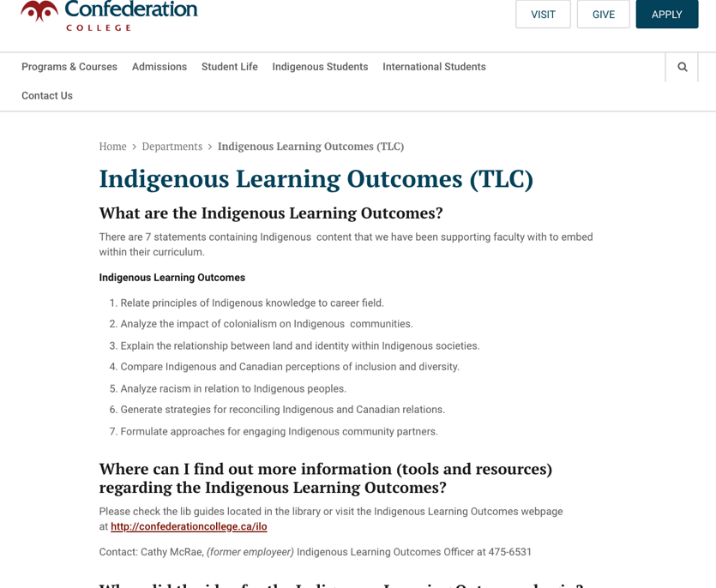 Confederation
COLLEGE
VISIT
GIVE
APPLY
Programs & Courses Admissions Student Life Indigenous Students International Students
Contact Us
Home > Departments > Indigenous Learning Outcomes (TLC)
Indigenous Learning Outcomes (TLC)
What are the Indigenous Learning Outcomes?
There are 7 statements containing Indigenous content that we have been supporting faculty with to embed
within their curriculum.
Indigenous Learning Outcomes
1. Relate principles of Indigenous knowledge to career field.
2. Analyze the impact of colonialism on Indigenous communities.
3. Explain the relationship between land and identity within Indigenous societies.
4. Compare Indigenous and Canadian perceptions of inclusion and diversity.
5. Analyze racism in relation to Indigenous peoples.
6. Generate strategies for reconciling Indigenous and Canadian relations.
7. Formulate approaches for engaging Indigenous community partners.
Where can I find out more information (tools and resources)
regarding the Indigenous Learning Outcomes?
Please check the lib guides located in the library or visit the Indigenous Learning Outcomes webpage
at http://confederationcollege.ca/ilo
Contact: Cathy McRae, (former employeer) Indigenous Learning Outcomes Officer at 475-6531